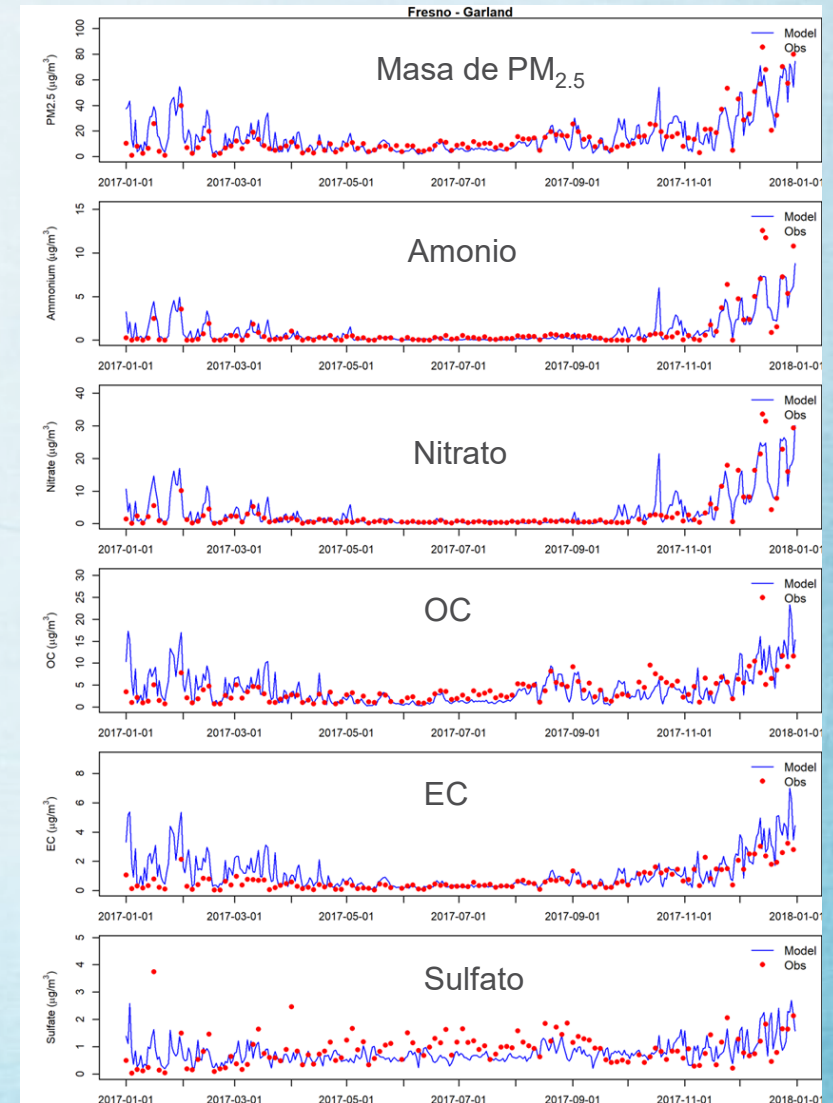 Fresno - Garland
PM2.5 (μg/m³)
100
80
60
40
20
0
Masa de PM₂.₅
Model
Obs
2017-01-01 2017-03-01 2017-05-01 2017-07-01 2017-09-01 2017-11-01 2018-01-01
Ammonium (μg/m³)
15
10
5
0
Amonio
Model
Obs
2017-01-01 2017-03-01 2017-05-01 2017-07-01 2017-09-01 2017-11-01 2018-01-01
Nitrate (μg/m³)
40
30
20
10
0
Nitrato
Model
Obs
2017-01-01 2017-03-01 2017-05-01 2017-07-01 2017-09-01 2017-11-01 2018-01-01
OC (μg/m³)
30
25
20
15
10
5
0
OC
Model
Obs
2017-01-01 2017-03-01 2017-05-01 2017-07-01 2017-09-01 2017-11-01 2018-01-01
EC (μg/m³)
8
6
4
2
0
EC
Model
Obs
2017-01-01 2017-03-01 2017-05-01 2017-07-01 2017-09-01 2017-11-01 2018-01-01
Sulfate (μg/m³)
5
4
3
2
1
0
Sulfato
Model
Obs
2017-01-01 2017-03-01 2017-05-01 2017-07-01 2017-09-01 2017-11-01 2018-01-01